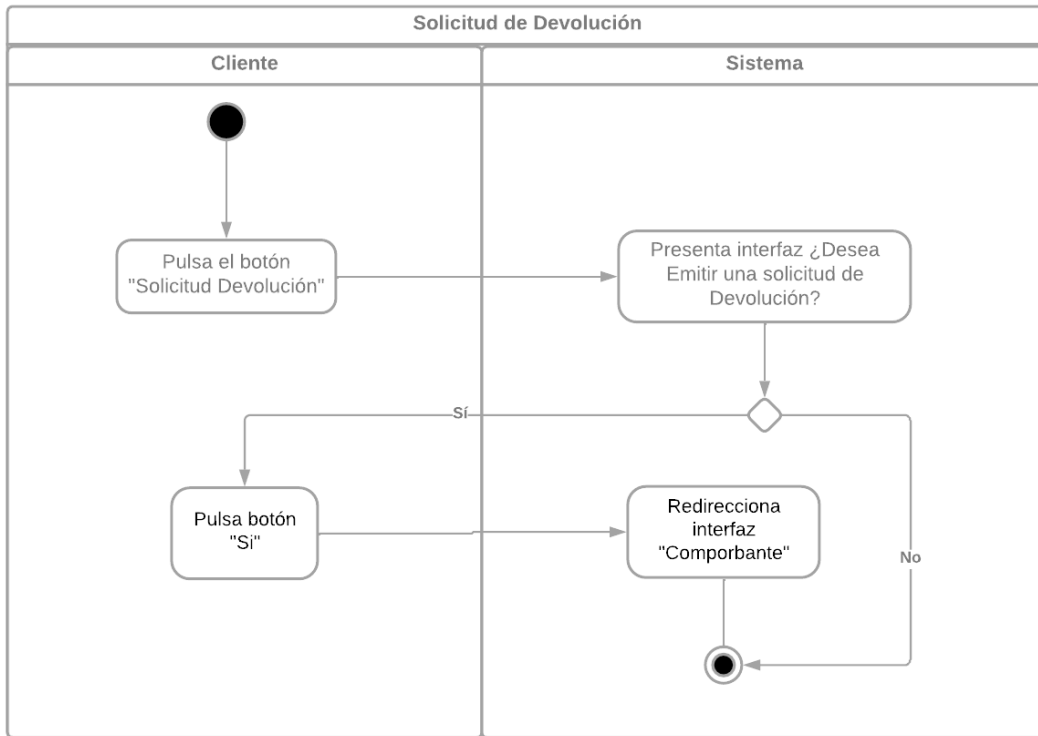 Solicitud de Devolución
Cliente
Sistema
Pulsa el botón
"Solicitud Devolución"
Presenta interfaz ¿Desea
Emitir una solicitud de
Devolución?
Sí
Pulsa botón
"Si"
Redirecciona
interfaz
"Comporbante"
No